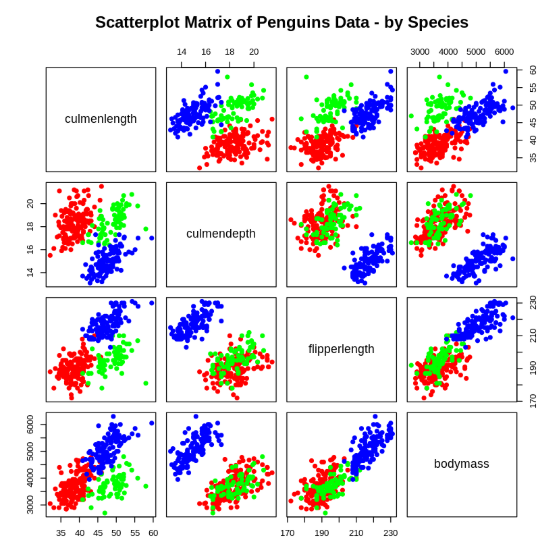 Scatterplot Matrix of Penguins Data - by Species
14 16 18 20
3000 4000 5000 6000
culmenlength
35 40 45 50 55 60
14 16 18 20
culmendepth
flipperlength
170 190 210 230
3000 4000 5000 6000
bodymass
35 40 45 50 55 60
170 190 210 230